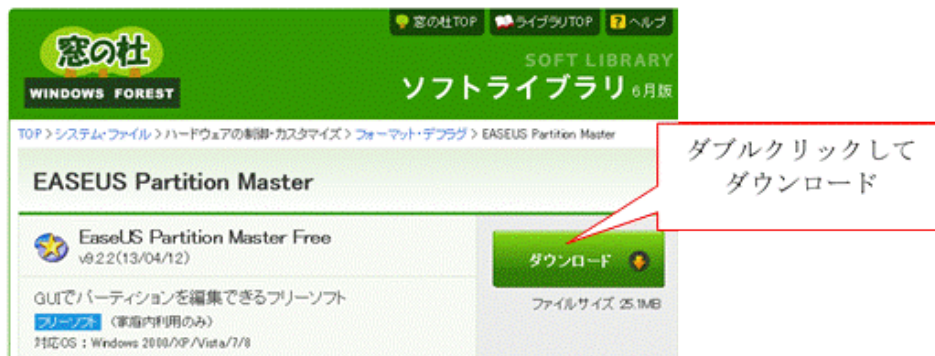 窓の杜TOP ライブラリTOP ? ヘルプ
窓の杜
WINDOWS FOREST
SOFT LIBRARY
ソフトライブラリ 6月版
TOP > システム・ファイル > ハードウェアの制御・カスタマイズ > フォーマット・デフラグ > EASEUS Partition Master
ダブルクリックして
ダウンロード
EASEUS Partition Master
EaseUS Partition Master Free
v9.2.2(13/04/12)
ダウンロード
ファイルサイズ 25.1MB
GUIでパーティションを編集できるフリーソフト
フリーソフト (家庭内利用のみ)
対応OS : Windows 2000/XP/Vista/7/8